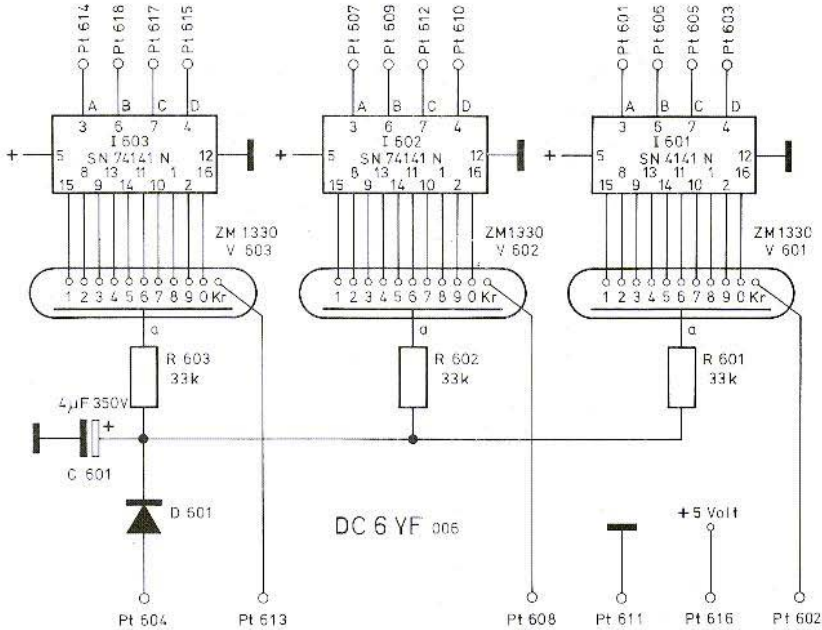 Pt 614 Pt 618 Pt 617 Pt 615 Pt 607 Pt 609 Pt 612 Pt 610 Pt 601 Pt 606 Pt 605 Pt 603
A B C D A B C D A B C D
3 6 7 4 3 6 7 4 3 6 7 4
I 603 I 602 I 601
+ 5 SN 74141 N 12 + 5 SN 74141 N 12 + 5 SN 4141 N 12
8 13 11 1 16 8 13 11 1 16 8 13 11 1 16
15 9 14 10 2 15 9 14 10 2 15 9 14 10 2
ZM 1330 ZM 1330 ZM 1330
V 603 V 602 V 601
1 2 3 4 5 6 7 8 9 0 Kr 1 2 3 4 5 6 7 8 9 0 Kr 1 2 3 4 5 6 7 8 9 0 Kr
a a a
R 603 R 602 R 601
33k 33k 33k
4µF 350V
+
C 601
D 601
DC 6 YF 006
+5 Volt
Pt 604 Pt 613 Pt 608 Pt 611 Pt 616 Pt 602